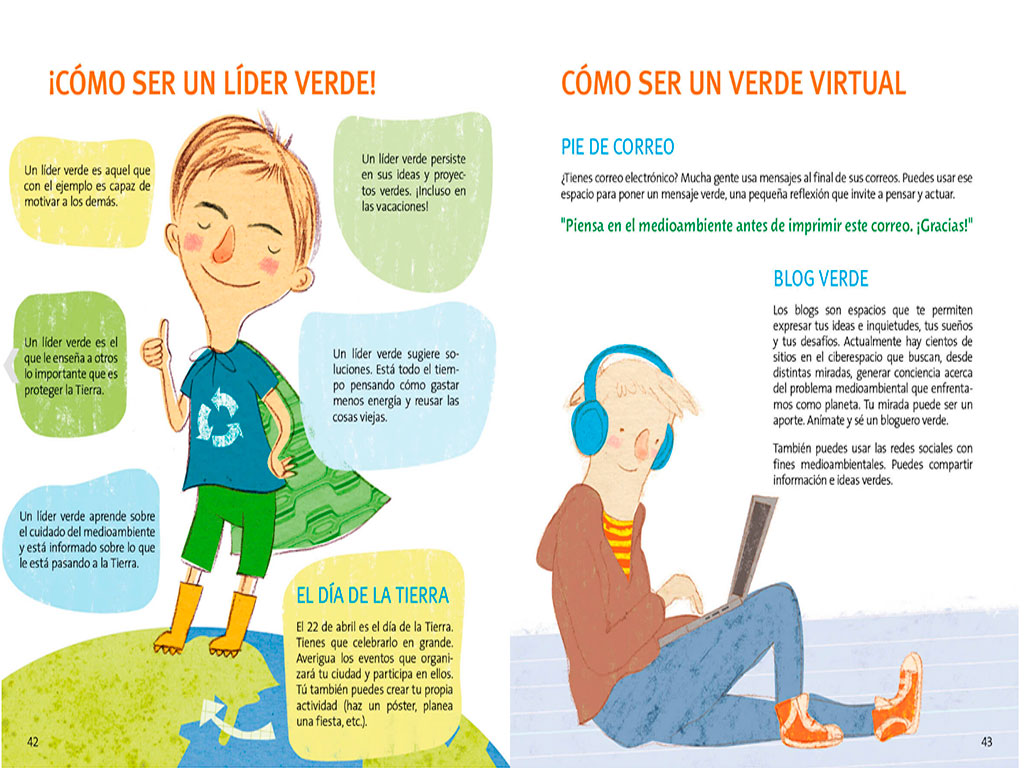 ¡CÓMO SER UN LÍDER VERDE!
Un líder verde es aquel que
con el ejemplo es capaz de
motivar a los demás.
Un líder verde persiste
en sus ideas y proyec-
tos verdes. ¡Incluso en
las vacaciones!
Un líder verde es el
que le enseña a otros
lo importante que es
proteger la Tierra.
Un líder verde sugiere so-
luciones. Está todo el tiem-
po pensando cómo gastar
menos energía y reusar las
cosas viejas.
Un líder verde aprende sobre
el cuidado del medioambiente
y está informado sobre lo que
le está pasando a la Tierra.
EL DÍA DE LA TIERRA
El 22 de abril es el día de la Tierra.
Tienes que celebrarlo en grande.
Averigua los eventos que organi-
zará tu ciudad y participa en ellos.
Tú también puedes crear tu propia
actividad (haz un póster, planea
una fiesta, etc.).
42
CÓMO SER UN VERDE VIRTUAL
PIE DE CORREO
¿Tienes correo electrónico? Mucha gente usa mensajes al final de sus correos. Puedes usar ese
espacio para poner un mensaje verde, una pequeña reflexión que invite a pensar y actuar.
"Piensa en el medioambiente antes de imprimir este correo. ¡Gracias!"
BLOG VERDE
Los blogs son espacios que te permiten
expresar tus ideas e inquietudes, tus sueños
y tus desafíos. Actualmente hay cientos de
sitios en el ciberespacio que buscan, desde
distintas miradas, generar conciencia acerca
del problema medioambiental que enfrenta-
mos como planeta. Tu mirada puede ser un
aporte. Anímate y sé un bloguero verde.
También puedes usar las redes sociales con
fines medioambientales. Puedes compartir
información e ideas verdes.
43